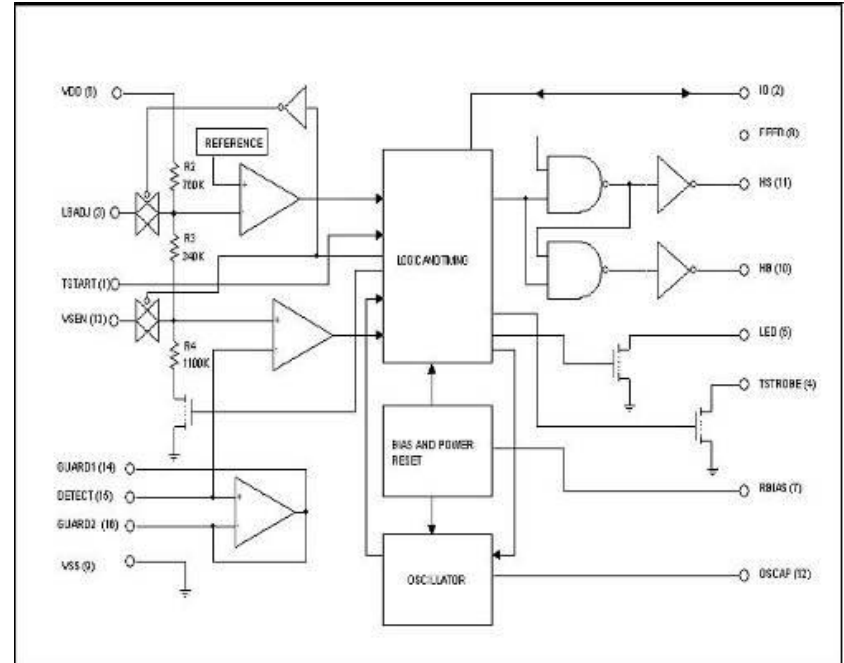 VDD (6)
IO (2)
FEED (8)
REFERENCE
R2
HS (11)
LBADJ (3)
R3
LOGIC AND TIMING
HB (10)
TSTART (1)
VSEN (13)
LED (5)
R4
1100K
TSTROBE (4)
BIAS AND POWER
RESET
GUARD1 (14)
DETECT (15)
RBIAS (7)
GUARD2 (16)
VSS (9)
OSCILLATOR
OSCAP (12)